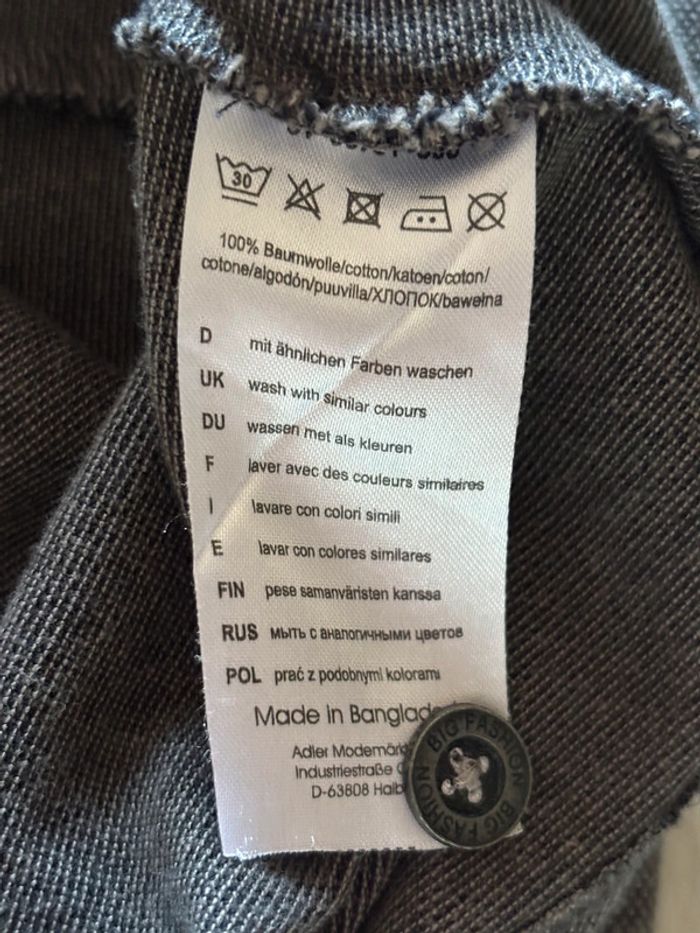 30
100% Baumwolle/cotton/katoen/coton/
cotone/algodón/puuvilla/ХЛОПОК/bawełna
D mit ähnlichen Farben waschen
UK wash with similar colours
DU wassen met als kleuren
F laver avec des couleurs similaires
I lavare con colori simili
E lavar con colores similares
FIN pese samanväristen kanssa
RUS мыть с аналогичными цветов
POL prać z podobnymi kolorami
Made in
Adler
Industriestraße
D-63808
BIG FASHION
BIG FASHION